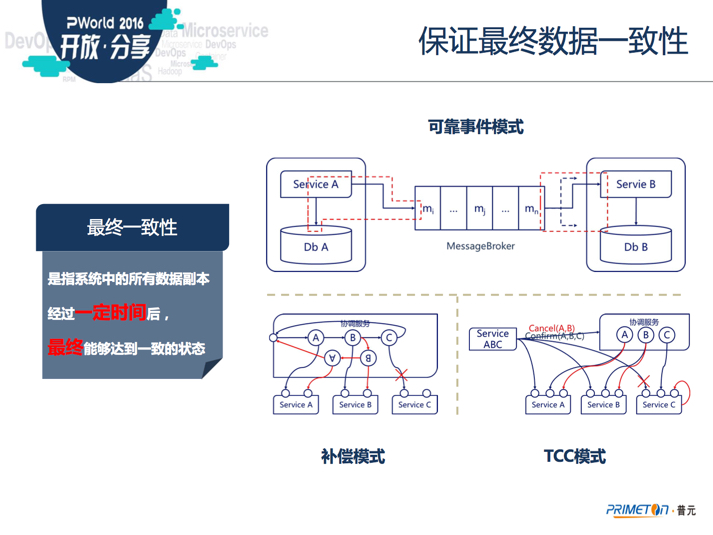 PWorld 2016
开放·分享
Microservice
DevOps
DevOps
Hadoop
保证最终数据一致性
可靠事件模式
Service A
Db A
mi
...
mj
...
mn
MessageBroker
Servie B
Db B
最终一致性
是指系统中的所有数据副本
经过一定时间后，
最终能够达到一致的状态
协调服务
A
B
C
A
B
Service A
Service B
Service C
补偿模式
Service
ABC
Cancel(A,B)
Confirm(A,B,C)
协调服务
A
B
C
Service A
Service B
Service C
TCC模式
PRIMETON·普元